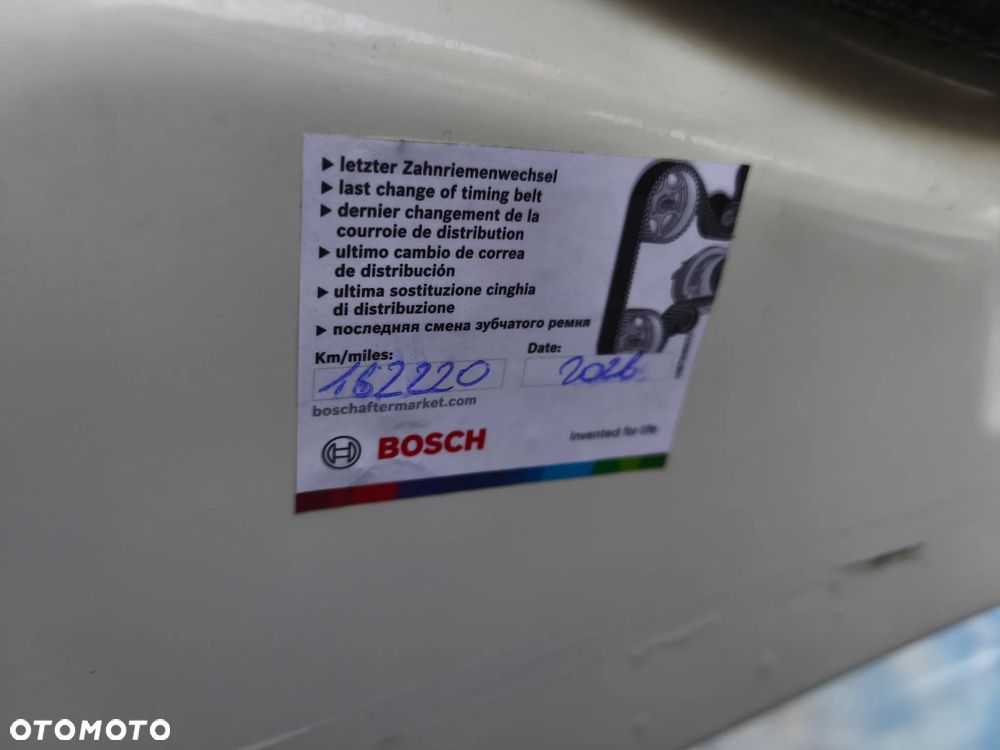 ▶ letzter Zahnriemenwechsel
▶ last change of timing belt
▶ dernier changement de la
courroie de distribution
▶ ultimo cambio de correa
de distribución
▶ ultima sostituzione cinghia
di distribuzione
▶ последняя смена зубчатого ремня
Km/miles: Date:
162220 2026
boschaftermarket.com
BOSCH Invented for life
OTOMOTO